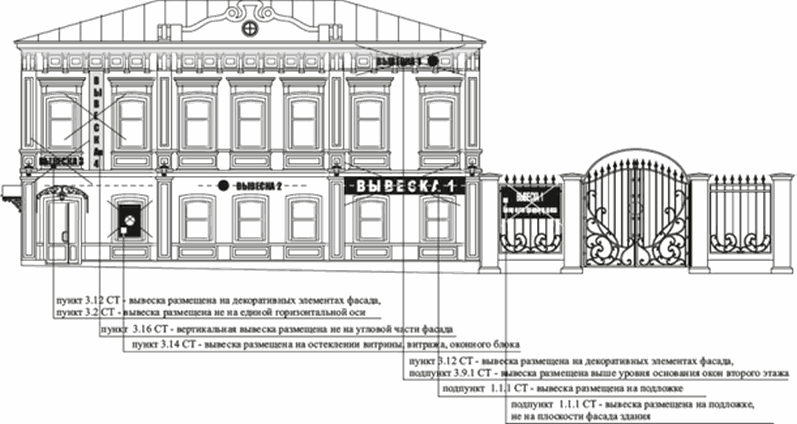 ВЫВЕСКА 1
ВЫВЕСКА 4
ВЫВЕСКА 3
ВЫВЕСКА 2
ВЫВЕСКА 1
пункт 3.12 СТ - вывеска размещена на декоративных элементах фасада,
пункт 3.2 СТ - вывеска размещена не на единой горизонтальной оси
пункт 3.16 СТ - вертикальная вывеска размещена не на угловой части фасада
пункт 3.14 СТ - вывеска размещена на остеклении витрины, витража, оконного блока
пункт 3.12 СТ - вывеска размещена на декоративных элементах фасада,
подпункт 3.9.1 СТ - вывеска размещена выше уровня основания окон второго этажа
подпункт 1.1.1 СТ - вывеска размещена на подложке
подпункт 1.1.1 СТ - вывеска размещена на подложке,
не на плоскости фасада здания